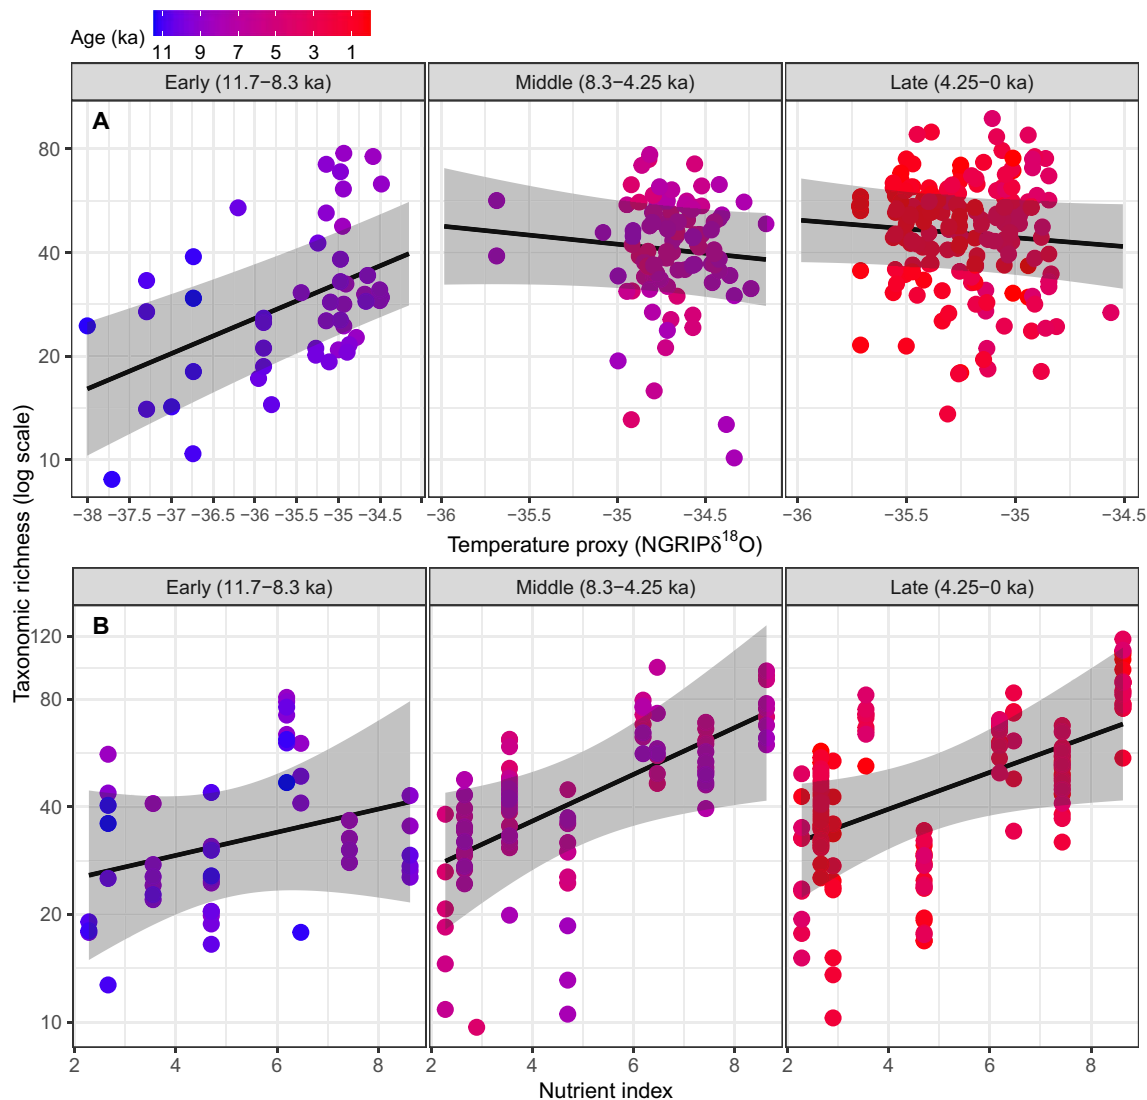 Age (ka)
11 9 7 5 3 1
Early (11.7−8.3 ka) Middle (8.3−4.25 ka) Late (4.25−0 ka)
A
80
40
20
10
−38 −37.5 −37 −36.5 −36 −35.5 −35 −34.5 −36 −35 −34.5 −36 −35.5 −35 −34.5
Temperature proxy (NGRIPδ¹⁸O)
Taxonomic richness (log scale)
Early (11.7−8.3 ka) Middle (8.3−4.25 ka) Late (4.25−0 ka)
B
120
80
40
20
10
2 4 6 8 2 4 6 8 2 4 6 8
Nutrient index